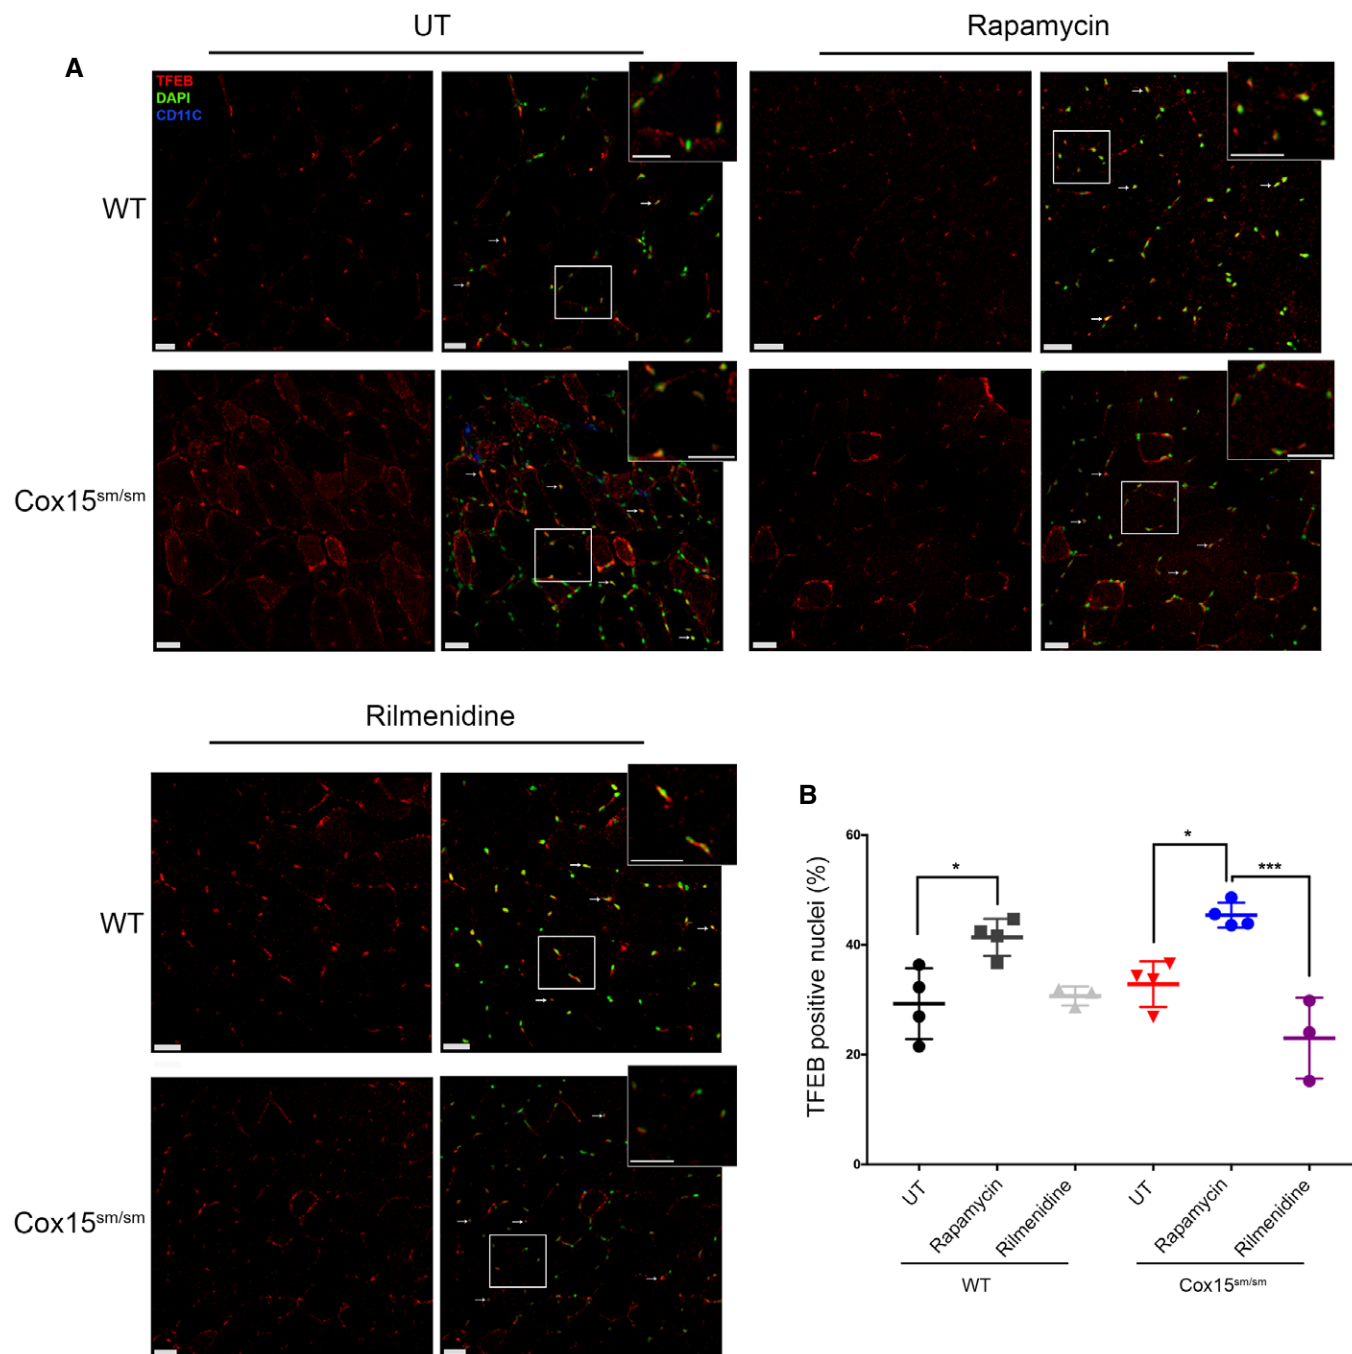 UT
Rapamycin
A
TFEB
DAPI
CD11C
WT
Cox15sm/sm
Rilmenidine
WT
Cox15sm/sm
B
TFEB positive nuclei (%)
60
40
20
0
*
*
***
UT
Rapamycin
Rilmenidine
UT
Rapamycin
Rilmenidine
WT
Cox15sm/sm